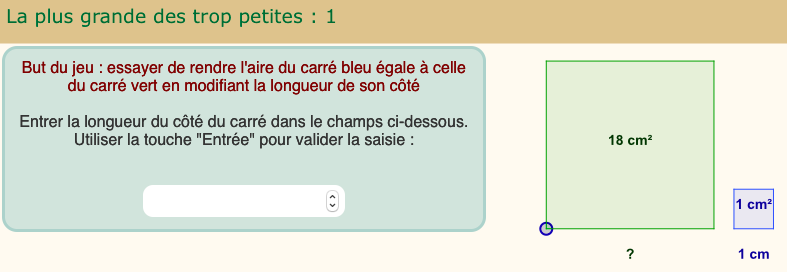 La plus grande des trop petites : 1
But du jeu : essayer de rendre l'aire du carré bleu égale à celle
du carré vert en modifiant la longueur de son côté
Entrer la longueur du côté du carré dans le champs ci-dessous.
Utiliser la touche "Entrée" pour valider la saisie :
18 cm²
1 cm²
?
1 cm